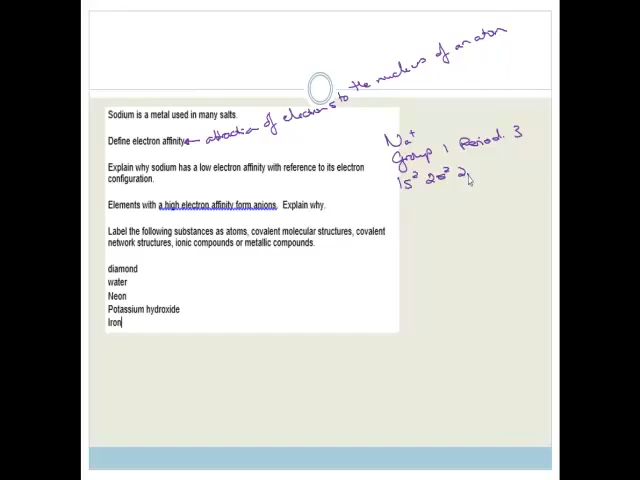 Sodium is a metal used in many salts.
Define electron affinity
attraction of electrons to the nucleus of an atom
Na+
Group 1 Period. 3
1s² 2s² 2
Explain why sodium has a low electron affinity with reference to its electron
configuration.
Elements with a high electron affinity form anions. Explain why.
Label the following substances as atoms, covalent molecular structures, covalent
network structures, ionic compounds or metallic compounds.
diamond
water
Neon
Potassium hydroxide
Iron